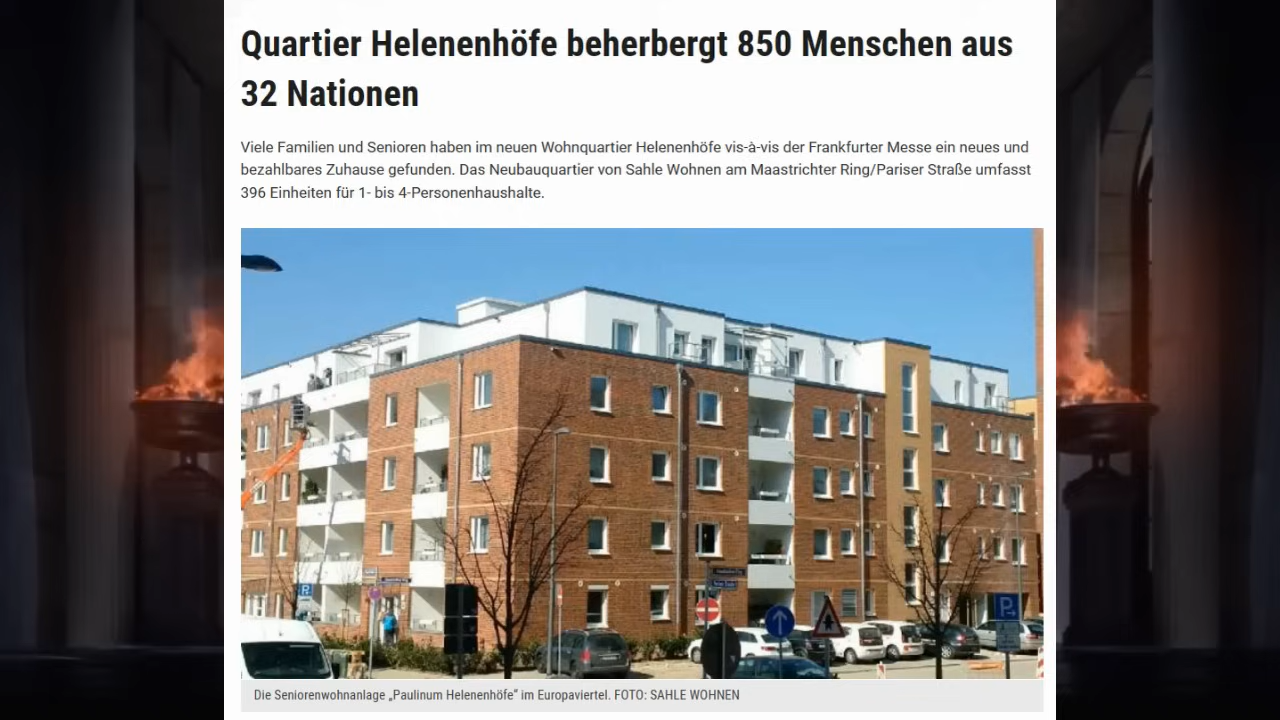 Quartier Helenenhöfe beherbergt 850 Menschen aus
32 Nationen
Viele Familien und Senioren haben im neuen Wohnquartier Helenenhöfe vis-à-vis der Frankfurter Messe ein neues und
bezahlbares Zuhause gefunden. Das Neubauquartier von Sahle Wohnen am Maastrichter Ring/Pariser Straße umfasst
396 Einheiten für 1- bis 4-Personenhaushalte.
P
P
Die Seniorenwohnanlage „Paulinum Helenenhöfe“ im Europaviertel. FOTO: SAHLE WOHNEN